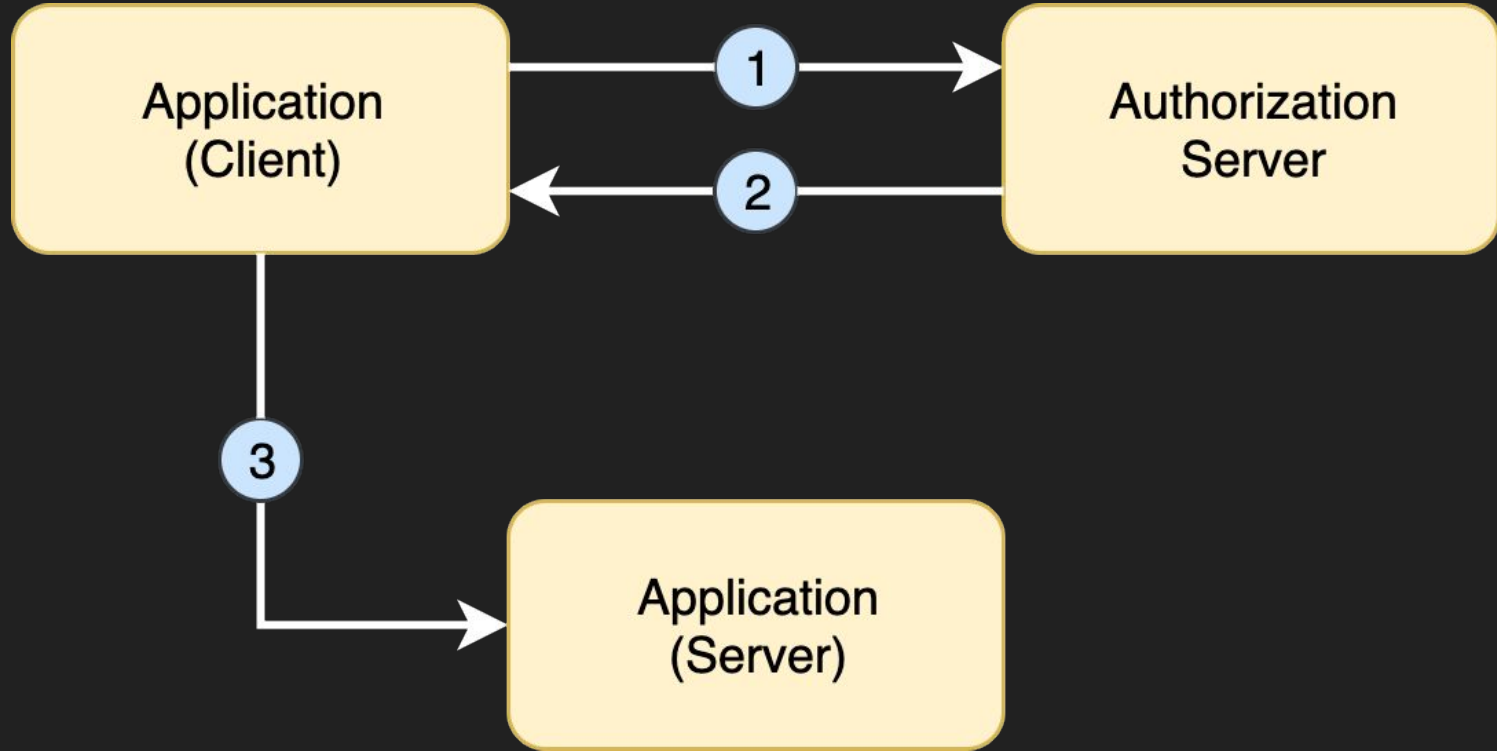 Application
(Client)
1
2
Authorization
Server
3
Application
(Server)